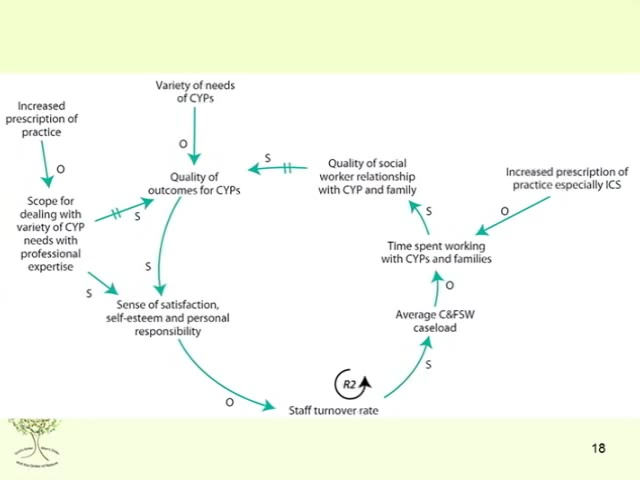 Variety of needs
of CYPs
Increased
prescription of
practice
O
O
S
Quality of
outcomes for CYPs
Quality of social
worker relationship
with CYP and family
Increased prescription of
practice especially ICS
Scope for
dealing with
variety of CYP
needs with
professional
expertise
S
S
O
Time spent working
with CYPs and families
S
S
O
Sense of satisfaction,
self-esteem and personal
responsibility
Average C&FSW
caseload
S
R2
O
Staff turnover rate
18